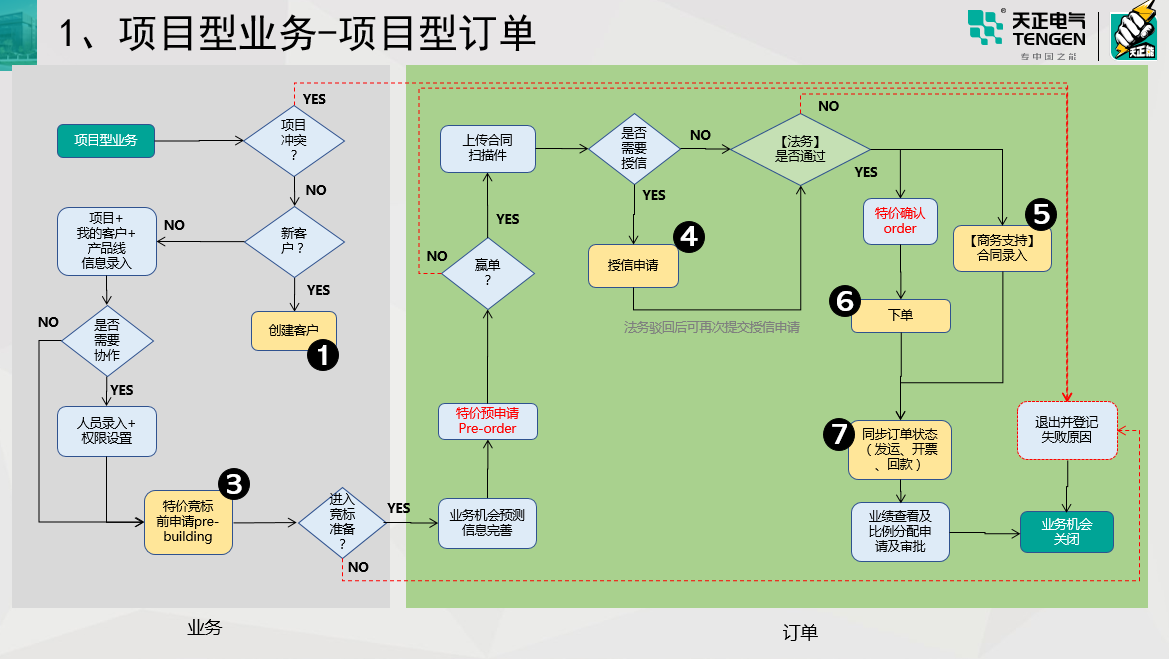 1、项目型业务-项目型订单
天正电气
TENGEN
专中国之能
天正能
YES
项目型业务
项目
冲突
？
NO
新客
户？
NO
项目+
我的客户+
产品线
信息录入
YES
创建客户
1
是否
需要
协作
NO
YES
人员录入+
权限设置
3
特价竞标
前申请pre-
building
进入
竞标
准备
？
YES
NO
业务机会预测
信息完善
特价预申请
Pre-order
赢单
？
NO
YES
上传合同
扫描件
是否
需要
授信
NO
YES
4
授信申请
法务驳回后可再次提交授信申请
【法务】
是否通过
NO
YES
特价确认
order
5
【商务支持】
合同录入
6
下单
7
同步订单状态
（发运、开票
、回款）
业绩查看及
比例分配申
请及审批
退出并登记
失败原因
业务机会
关闭
业务
订单